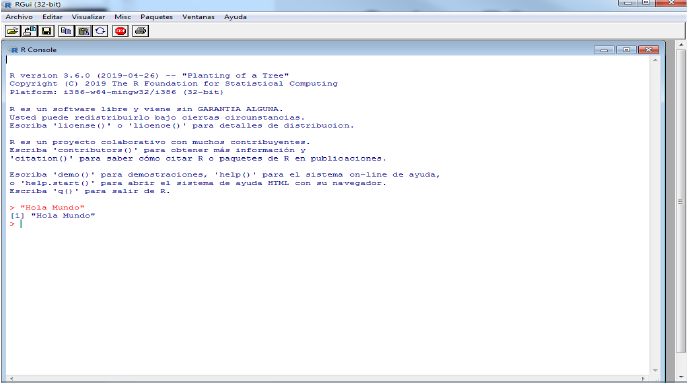 RGui (32-bit)
Archivo Editar Visualizar Misc Paquetes Ventanas Ayuda
STOP
R Console
R version 3.6.0 (2019-04-26) -- "Planting of a Tree"
Copyright (C) 2019 The R Foundation for Statistical Computing
Platform: i386-w64-mingw32/i386 (32-bit)
R es un software libre y viene sin GARANTIA ALGUNA.
Usted puede redistribuirlo bajo ciertas circunstancias.
Escriba 'license()' o 'licence()' para detalles de distribucion.
R es un proyecto colaborativo con muchos contribuyentes.
Escriba 'contributors()' para obtener más información y
'citation()' para saber cómo citar R o paquetes de R en publicaciones.
Escriba 'demo()' para demostraciones, 'help()' para el sistema on-line de ayuda,
o 'help.start()' para abrir el sistema de ayuda HTML con su navegador.
Escriba 'q()' para salir de R.
> "Hola Mundo"
[1] "Hola Mundo"
>